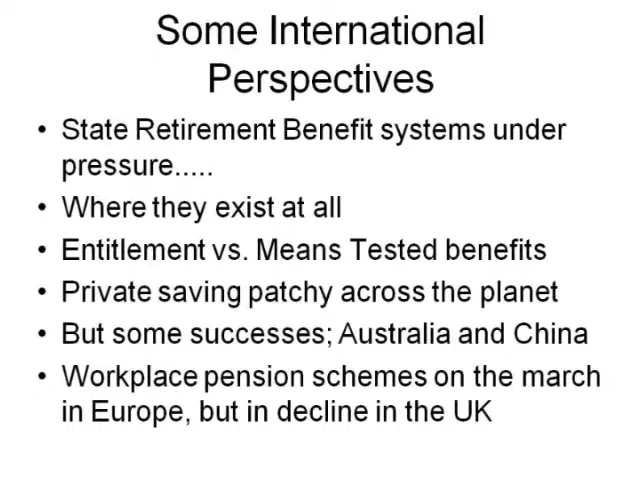 Some International
Perspectives
• State Retirement Benefit systems under
pressure.....
• Where they exist at all
• Entitlement vs. Means Tested benefits
• Private saving patchy across the planet
• But some successes; Australia and China
• Workplace pension schemes on the march
in Europe, but in decline in the UK